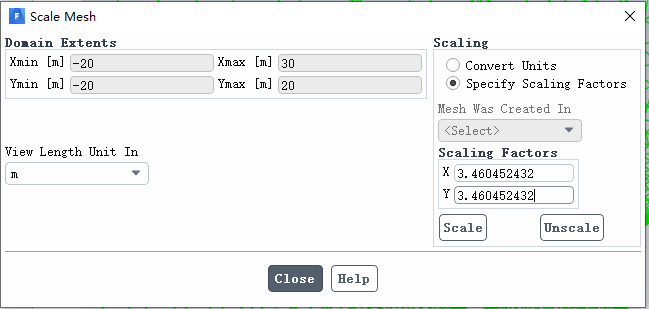 F Scale Mesh
Domain Extents
Xmin [m] -20 Xmax [m] 30
Ymin [m] -20 Ymax [m] 20
View Length Unit In
m
Scaling
Convert Units
Specify Scaling Factors
Mesh Was Created In
<Select>
Scaling Factors
X 3.460452432
Y 3.460452432
Scale Unscale
Close Help